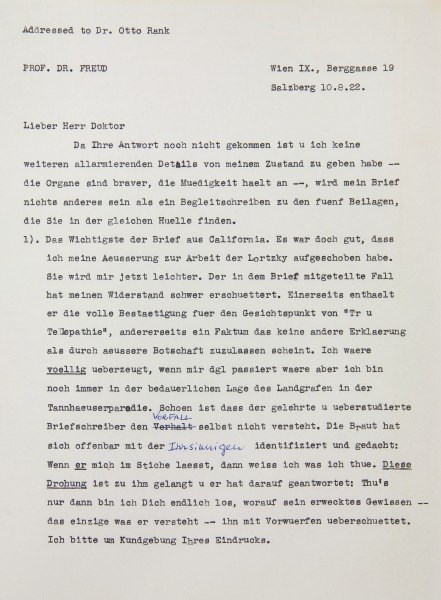 Addressed to Dr. Otto Rank
PROF. DR. FREUD
Wien IX., Berggasse 19
Salzberg 10.8.22.
Lieber Herr Doktor
Da Ihre Antwort noch nicht gekommen ist u ich keine
weiteren allarmierenden Details von meinem Zustand zu geben habe --
die Organe sind braver, die Muedigkeit haelt an --, wird mein Brief
nichts anderes sein als ein Begleitschreiben zu den fuenf Beilagen,
die Sie in der gleichen Huelle finden.
1). Das Wichtigste der Brief aus California. Es war doch gut, dass
ich meine Aeusserung zur Arbeit der Lortzky aufgeschoben habe.
Sie wird mir jetzt leichter. Der in dem Brief mitgeteilte Fall
hat meinen Widerstand schwer erschuettert. Einerseits enthaelt
er die volle Bestaetigung fuer den Gesichtspunkt von "Tr u
Telepathie", andererseits ein Faktum das keine andere Erklaerung
als durch aeussere Botschaft zuzulassen scheint. Ich waere
voellig ueberzeugt, wenn mir dgl passiert waere aber ich bin
noch immer in der bedauerlichen Lage des Landgrafen in der
Tannhaeuserparodie. Schoen ist dass der gelehrte u ueberstudierte
VORFALL
Briefschreiber den Verhalt selbst nicht versteht. Die Braut hat
sich offenbar mit der Irrsinnigen identifiziert und gedacht:
Wenn er mich im Stiche laesst, dann weiss ich was ich thue. Diese
Drohung ist zu ihm gelangt u er hat darauf geantwortet: Thu's
nur dann bin ich Dich endlich los, worauf sein erwecktes Gewissen --
das einzige was er versteht -- ihn mit Vorwuerfen ueberschuettet.
Ich bitte um Kundgebung Ihres Eindrucks.